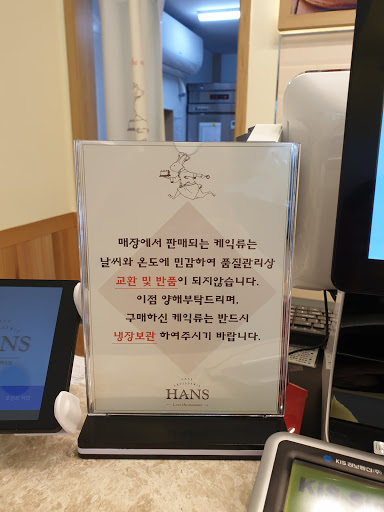 매장에서 판매되는 케익류는
날씨와 온도에 민감하여 품질관리상
교환 및 반품이 되지않습니다.
이점 양해부탁드리며,
구매하신 케익류는 반드시
냉장보관 하여주시기 바랍니다.
HANS
ANS
KIS